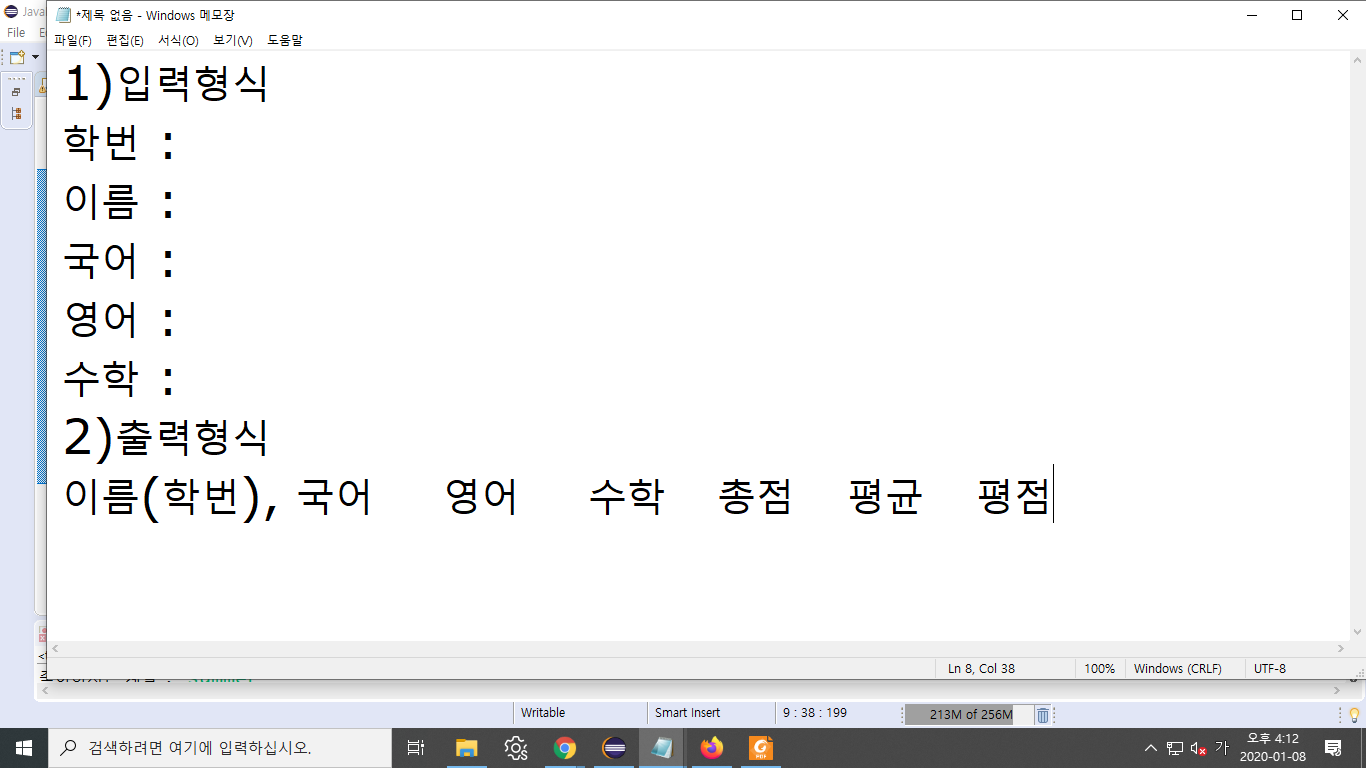 Java
*제목 없음 - Windows 메모장
File
파일(F) 편집(E) 서식(O) 보기(V) 도움말
1)입력형식
학번 :
이름 :
국어 :
영어 :
수학 :
2)출력형식
이름(학번), 국어 영어 수학 총점 평균 평점
Ln 8, Col 38 100% Windows (CRLF) UTF-8
Writable Smart Insert 9 : 38 : 199 213M of 256M
검색하려면 여기에 입력하십시오.
PDF
가
오후 4:12
2020-01-08